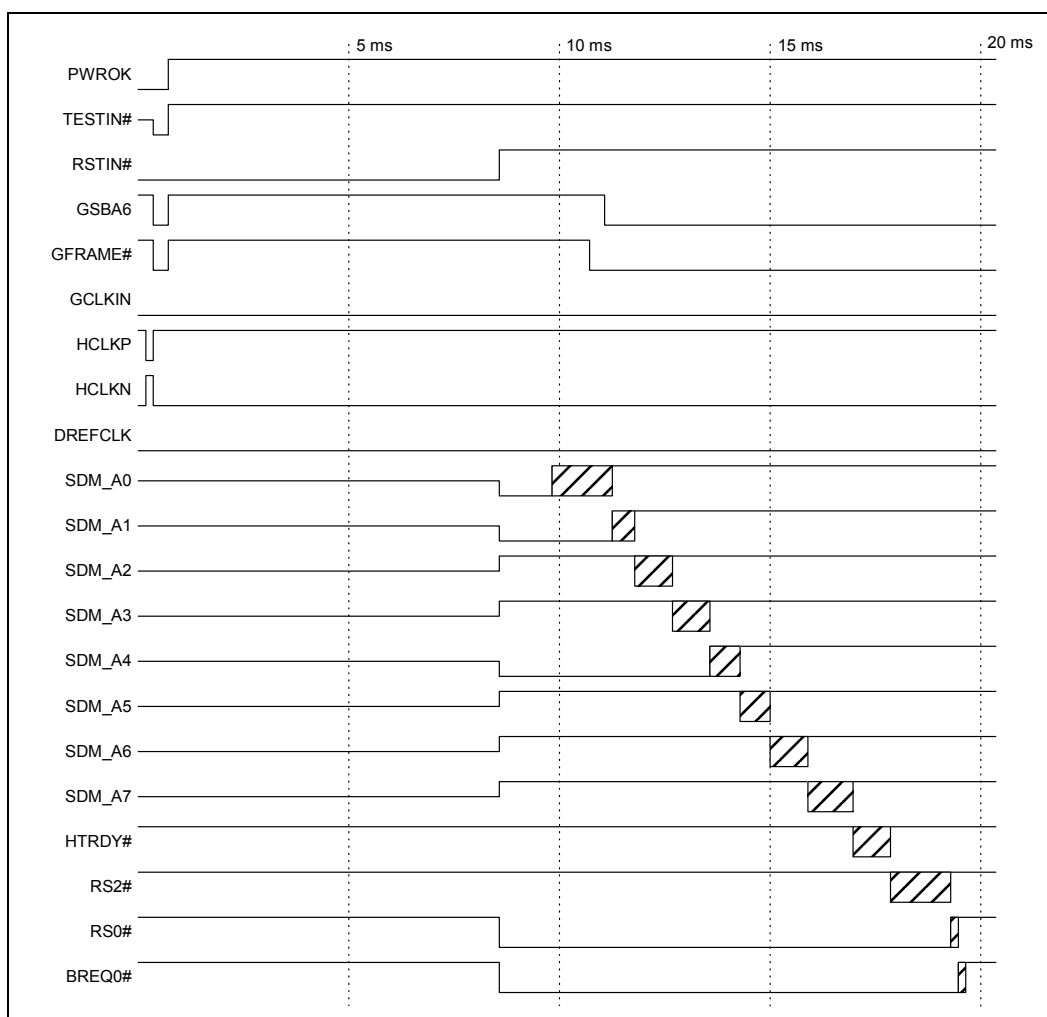 5 ms 10 ms 15 ms 20 ms
PWROK
TESTIN#
RSTIN#
GSBA6
GFRAME#
GCLKIN
HCLKP
HCLKN
DREFCLK
SDM_A0
SDM_A1
SDM_A2
SDM_A3
SDM_A4
SDM_A5
SDM_A6
SDM_A7
HTRDY#
RS2#
RS0#
BREQ0#